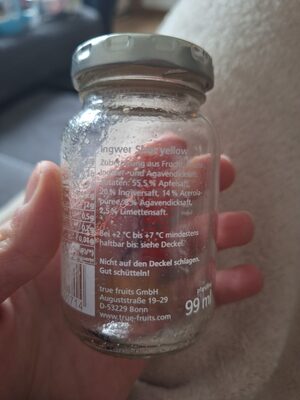 Ingwer Shot yellow
Zubereitung aus Frucht
Ingwer- und Agavendicksaft.
Zutaten: 55,5% Apfelsaft,
20% Ingwersaft, 14% Acerola-
püree, 8% Agavendicksaft,
2,5% Limettensaft.
Bei +2 °C bis +7 °C mindestens
haltbar bis: siehe Deckel.
Nicht auf den Deckel schlagen.
Gut schütteln!
true fruits GmbH
Auguststraße 19-29
D-53229 Bonn
www.true-fruits.com
pfandfrei
99 ml